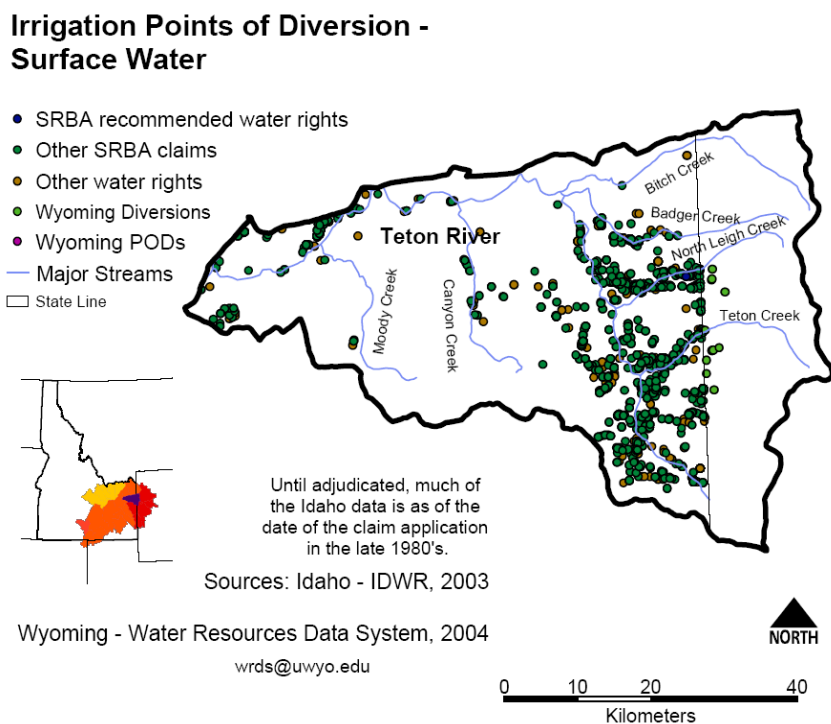 Irrigation Points of Diversion -
Surface Water
SRBA recommended water rights
Other SRBA claims
Other water rights
Wyoming Diversions
Wyoming PODs
Major Streams
State Line
Bitch Creek
Badger Creek
North Leigh Creek
Teton River
Teton Creek
Moody Creek
Canyon Creek
Until adjudicated, much of
the Idaho data is as of the
date of the claim application
in the late 1980's.
Sources: Idaho - IDWR, 2003
Wyoming - Water Resources Data System, 2004
wrds@uwyo.edu
NORTH
0 10 20 40
Kilometers